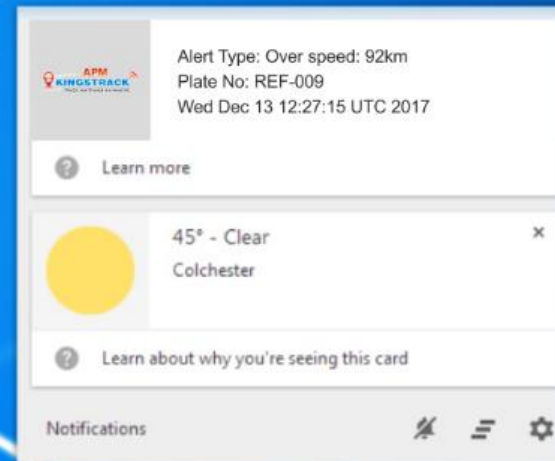 APM
KINGSTRACK
Alert Type: Over speed: 92km
Plate No: REF-009
Wed Dec 13 12:27:15 UTC 2017
Learn more
45° - Clear
Colchester
Learn about why you're seeing this card
Notifications